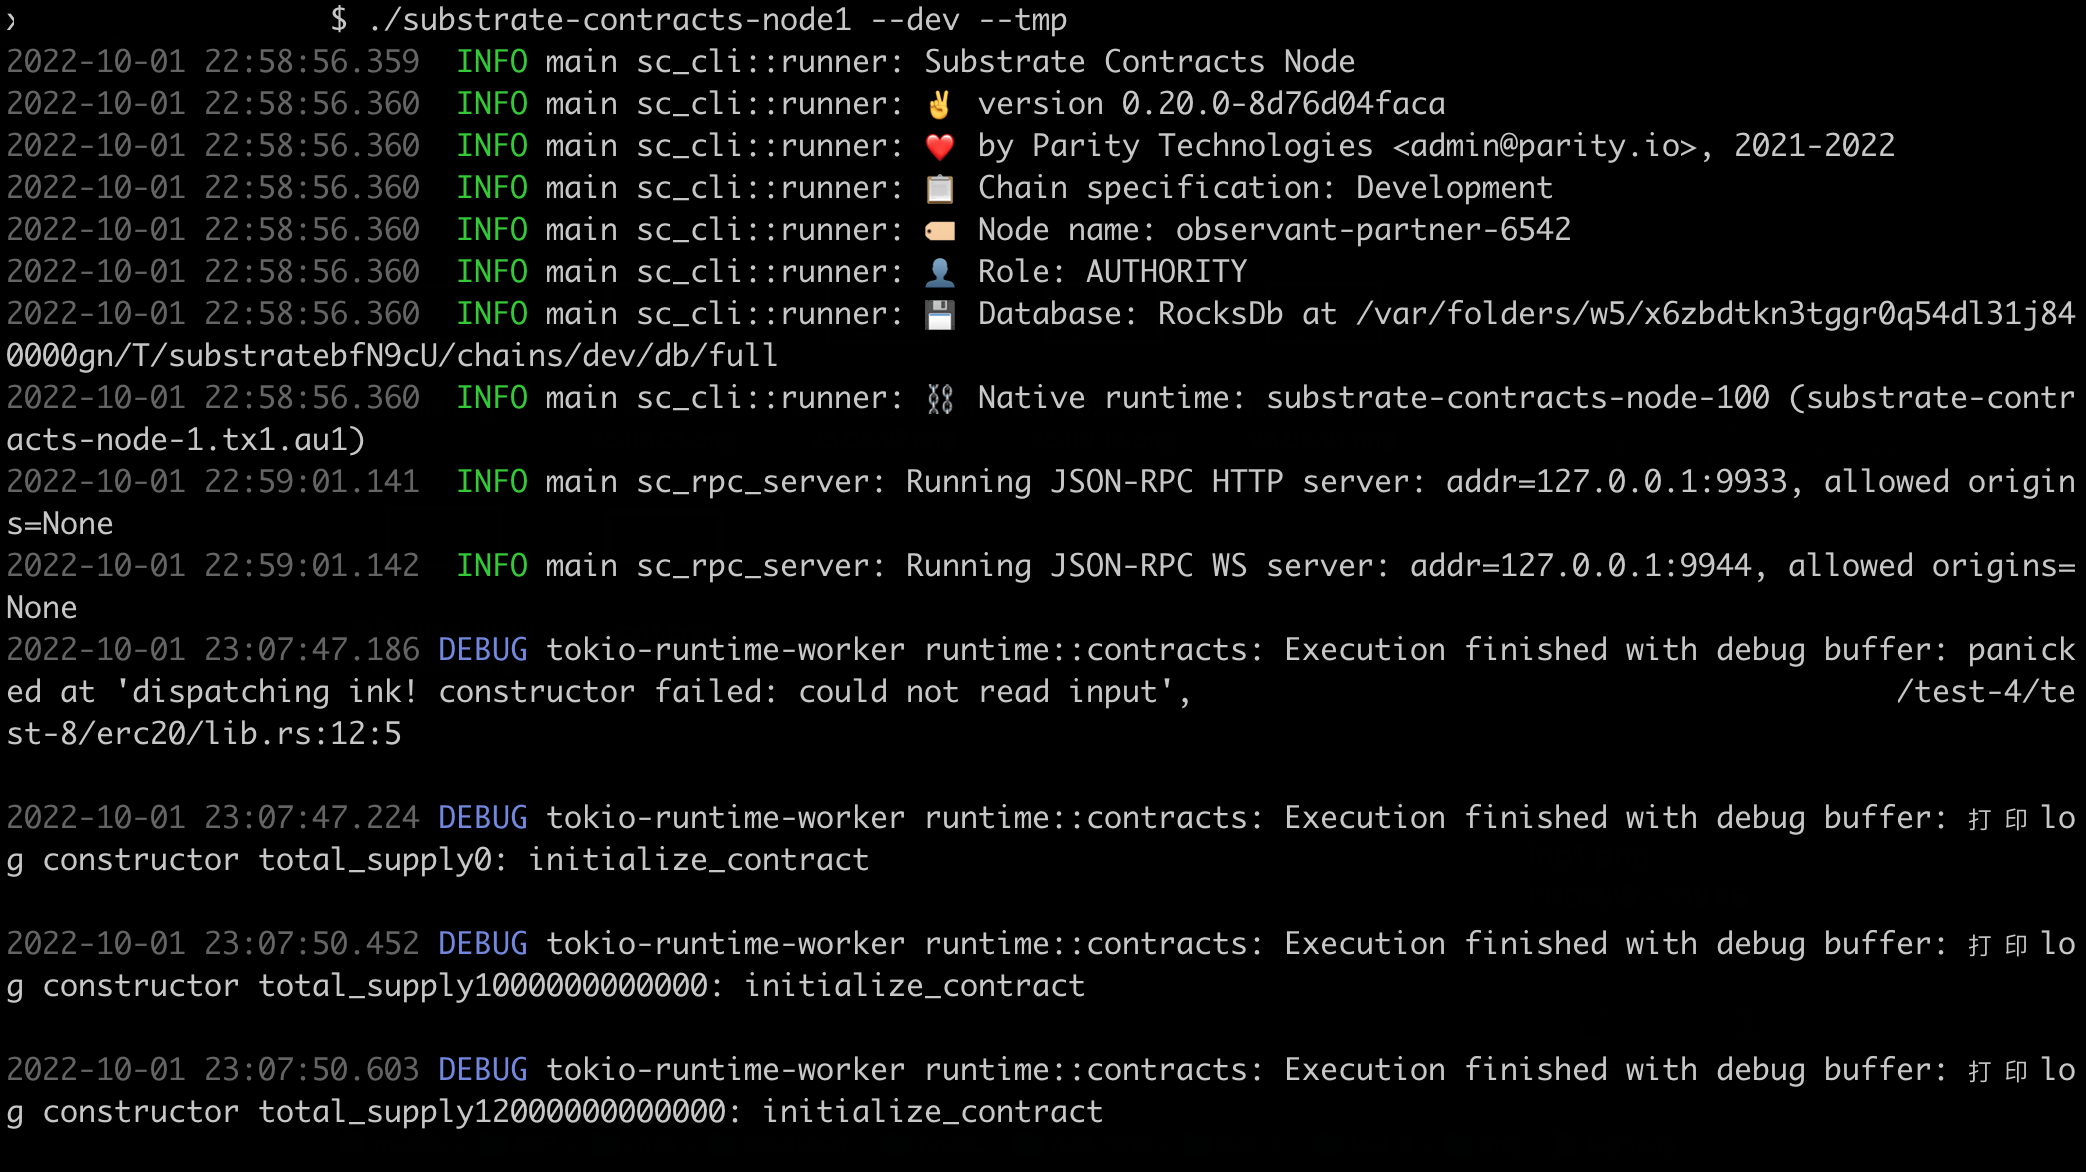 $ ./substrate-contracts-node1 --dev --tmp
2022-10-01 22:58:56.359  INFO main sc_cli::runner: Substrate Contracts Node
2022-10-01 22:58:56.360  INFO main sc_cli::runner: ✌️ version 0.20.0-8d76d04faca
2022-10-01 22:58:56.360  INFO main sc_cli::runner: ❤️ by Parity Technologies <admin@parity.io>, 2021-2022
2022-10-01 22:58:56.360  INFO main sc_cli::runner: 📋 Chain specification: Development
2022-10-01 22:58:56.360  INFO main sc_cli::runner: 🏷 Node name: observant-partner-6542
2022-10-01 22:58:56.360  INFO main sc_cli::runner: 👤 Role: AUTHORITY
2022-10-01 22:58:56.360  INFO main sc_cli::runner: 💾 Database: RocksDb at /var/folders/w5/x6zbdtkn3tggr0q54dl31j84
0000gn/T/substratebfN9cU/chains/dev/db/full
2022-10-01 22:58:56.360  INFO main sc_cli::runner: ⛓ Native runtime: substrate-contracts-node-100 (substrate-contr
acts-node-1.tx1.au1)
2022-10-01 22:59:01.141  INFO main sc_rpc_server: Running JSON-RPC HTTP server: addr=127.0.0.1:9933, allowed origin
s=None
2022-10-01 22:59:01.142  INFO main sc_rpc_server: Running JSON-RPC WS server: addr=127.0.0.1:9944, allowed origins=
None
2022-10-01 23:07:47.186 DEBUG tokio-runtime-worker runtime::contracts: Execution finished with debug buffer: panick
ed at 'dispatching ink! constructor failed: could not read input', /test-4/te
st-8/erc20/lib.rs:12:5
2022-10-01 23:07:47.224 DEBUG tokio-runtime-worker runtime::contracts: Execution finished with debug buffer: 打印lo
g constructor total_supply0: initialize_contract
2022-10-01 23:07:50.452 DEBUG tokio-runtime-worker runtime::contracts: Execution finished with debug buffer: 打印lo
g constructor total_supply1000000000000: initialize_contract
2022-10-01 23:07:50.603 DEBUG tokio-runtime-worker runtime::contracts: Execution finished with debug buffer: 打印lo
g constructor total_supply12000000000000: initialize_contract